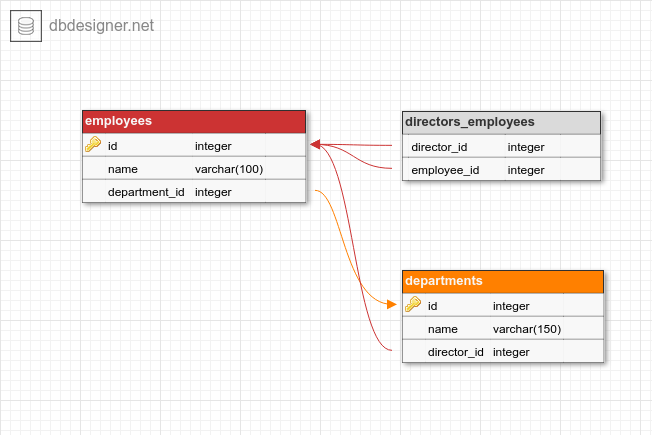 dbdesigner.net
employees
id integer
name varchar(100)
department_id integer
directors_employees
director_id integer
employee_id integer
departments
id integer
name varchar(150)
director_id integer